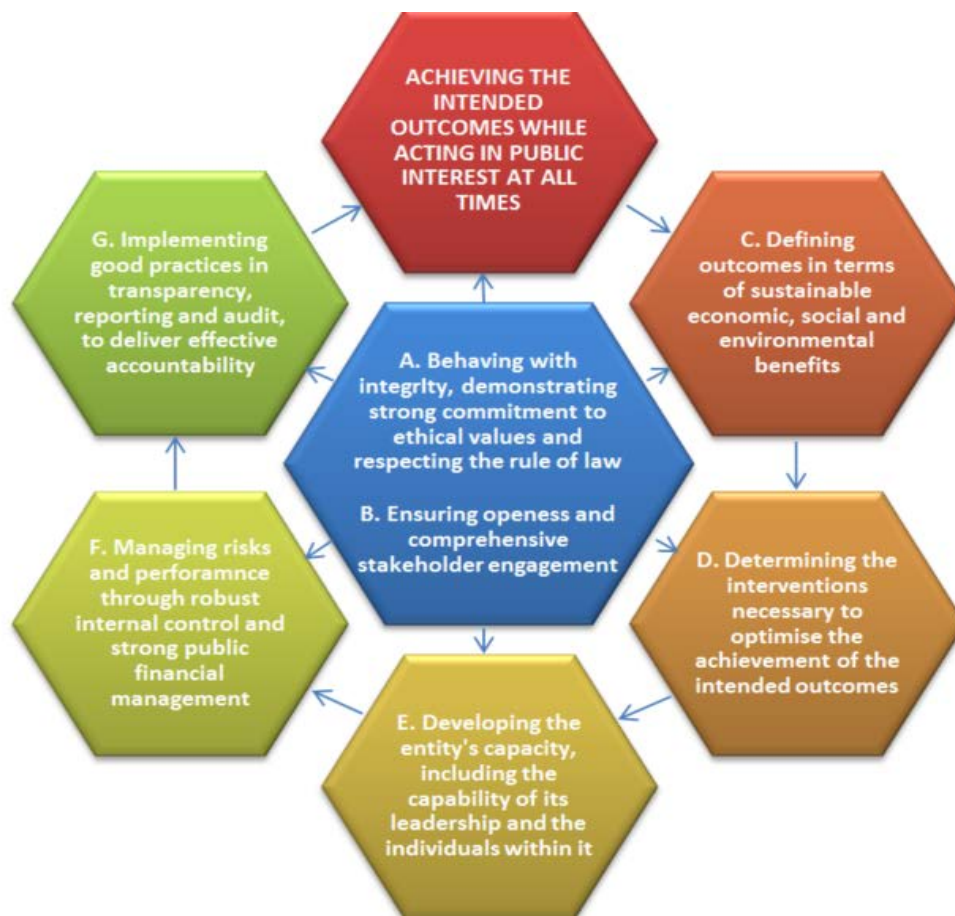 ACHIEVING THE
INTENDED
OUTCOMES WHILE
ACTING IN PUBLIC
INTEREST AT ALL
TIMES
G. Implementing
good practices in
transparency,
reporting and audit,
to deliver effective
accountability
C. Defining
outcomes in terms
of sustainable
economic, social and
environmental
benefits
A. Behaving with
integrIty, demonstrating
strong commitment to
ethical values and
respecting the rule of law
B. Ensuring openess and
comprehensive
stakeholder engagement
F. Managing risks
and perforamnce
through robust
internal control and
strong public
financial
management
D. Determining the
interventions
necessary to
optimise the
achievement of the
intended outcomes
E. Developing the
entity's capacity,
including the
capability of its
leadership and the
individuals within it